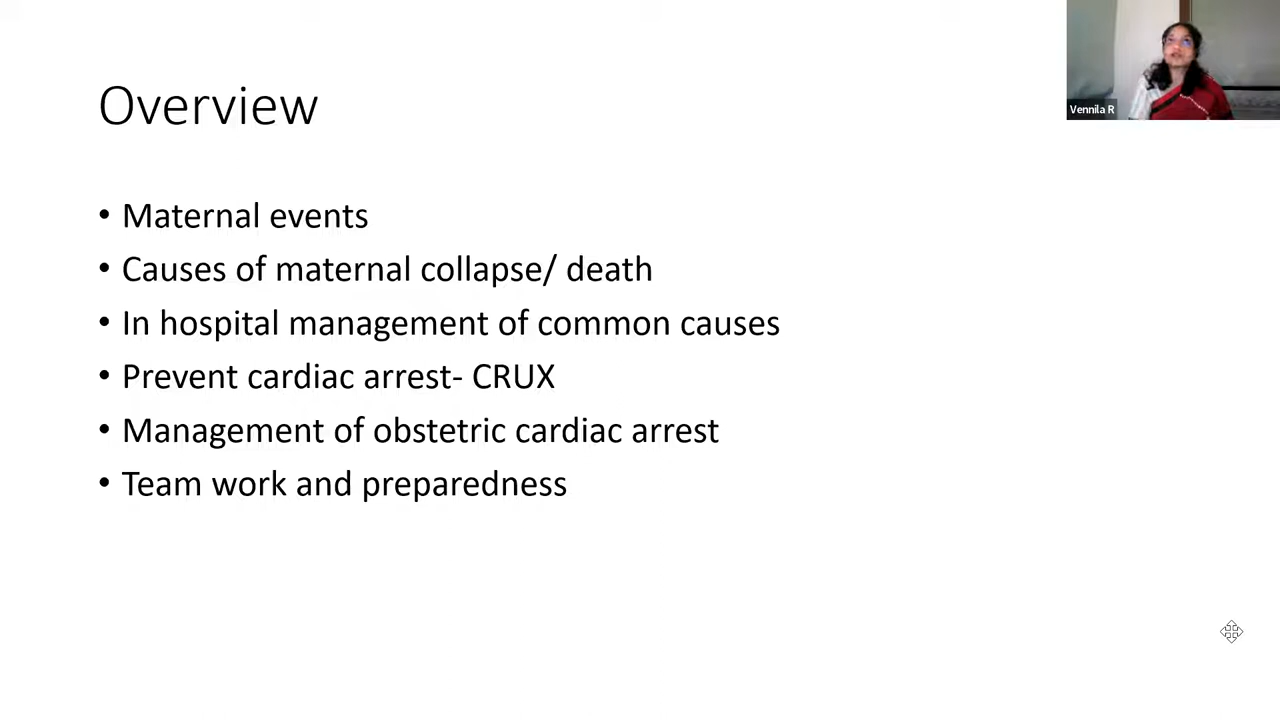 Overview
Vennila R
• Maternal events
• Causes of maternal collapse/ death
• In hospital management of common causes
• Prevent cardiac arrest- CRUX
• Management of obstetric cardiac arrest
• Team work and preparedness